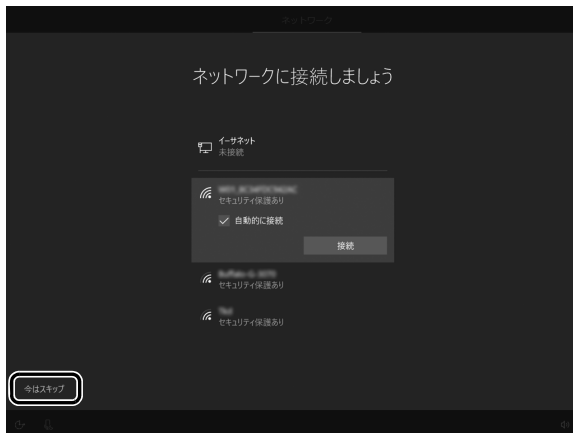 ネットワーク
ネットワークに接続しましょう
イーサネット
未接続
セキュリティ保護あり
自動的に接続
接続
セキュリティ保護あり
セキュリティ保護あり
今はスキップ